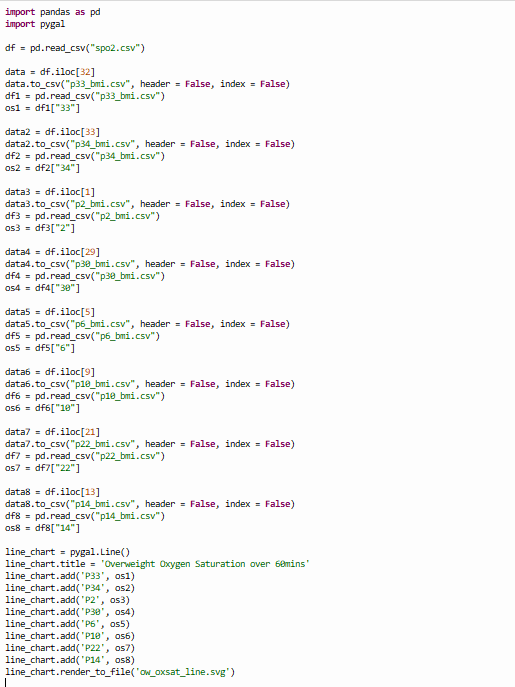 import pandas as pd
import pygal

df = pd.read_csv("spo2.csv")

data = df.iloc[32]
data.to_csv("p33_bmi.csv", header = False, index = False)
df1 = pd.read_csv("p33_bmi.csv")
os1 = df1["33"]

data2 = df.iloc[33]
data2.to_csv("p34_bmi.csv", header = False, index = False)
df2 = pd.read_csv("p34_bmi.csv")
os2 = df2["34"]

data3 = df.iloc[1]
data3.to_csv("p2_bmi.csv", header = False, index = False)
df3 = pd.read_csv("p2_bmi.csv")
os3 = df3["2"]

data4 = df.iloc[29]
data4.to_csv("p30_bmi.csv", header = False, index = False)
df4 = pd.read_csv("p30_bmi.csv")
os4 = df4["30"]

data5 = df.iloc[5]
data5.to_csv("p6_bmi.csv", header = False, index = False)
df5 = pd.read_csv("p6_bmi.csv")
os5 = df5["6"]

data6 = df.iloc[9]
data6.to_csv("p10_bmi.csv", header = False, index = False)
df6 = pd.read_csv("p10_bmi.csv")
os6 = df6["10"]

data7 = df.iloc[21]
data7.to_csv("p22_bmi.csv", header = False, index = False)
df7 = pd.read_csv("p22_bmi.csv")
os7 = df7["22"]

data8 = df.iloc[13]
data8.to_csv("p14_bmi.csv", header = False, index = False)
df8 = pd.read_csv("p14_bmi.csv")
os8 = df8["14"]

line_chart = pygal.Line()
line_chart.title = 'Overweight Oxygen Saturation over 60mins'
line_chart.add('P33', os1)
line_chart.add('P34', os2)
line_chart.add('P2', os3)
line_chart.add('P30', os4)
line_chart.add('P6', os5)
line_chart.add('P10', os6)
line_chart.add('P22', os7)
line_chart.add('P14', os8)
line_chart.render_to_file('ow_oxsat_line.svg')